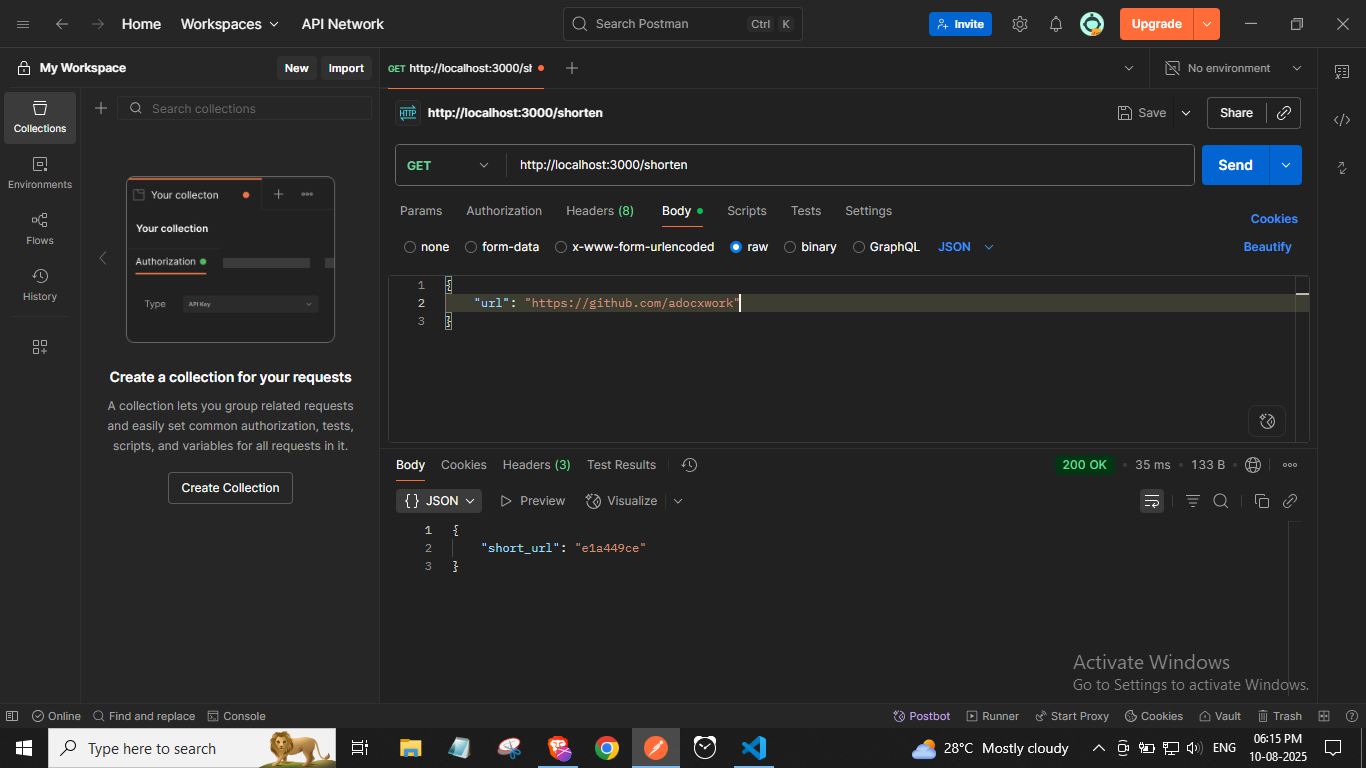 Home Workspaces API Network Search Postman Ctrl K Invite Upgrade
My Workspace New Import GET http://localhost:3000/sh No environment
Collections
Environments
Flows
History
Search collections
Your collecton
Your collection
Authorization
Type API Key
Create a collection for your requests
A collection lets you group related requests
and easily set common authorization, tests,
scripts, and variables for all requests in it.
Create Collection
HTTP http://localhost:3000/shorten Save Share
GET http://localhost:3000/shorten Send
Params Authorization Headers (8) Body Scripts Tests Settings Cookies
none form-data x-www-form-urlencoded raw binary GraphQL JSON Beautify
1 {
2 "url": "https://github.com/adocxwork"
3 }
Body Cookies Headers (3) Test Results 200 OK 35 ms 133 B
{} JSON Preview Visualize
1 {
2 "short_url": "e1a449ce"
3 }
Activate Windows
Go to Settings to activate Windows.
Online Find and replace Console Postbot Runner Start Proxy Cookies Vault Trash
Type here to search 28°C Mostly cloudy ENG 06:15 PM
10-08-2025